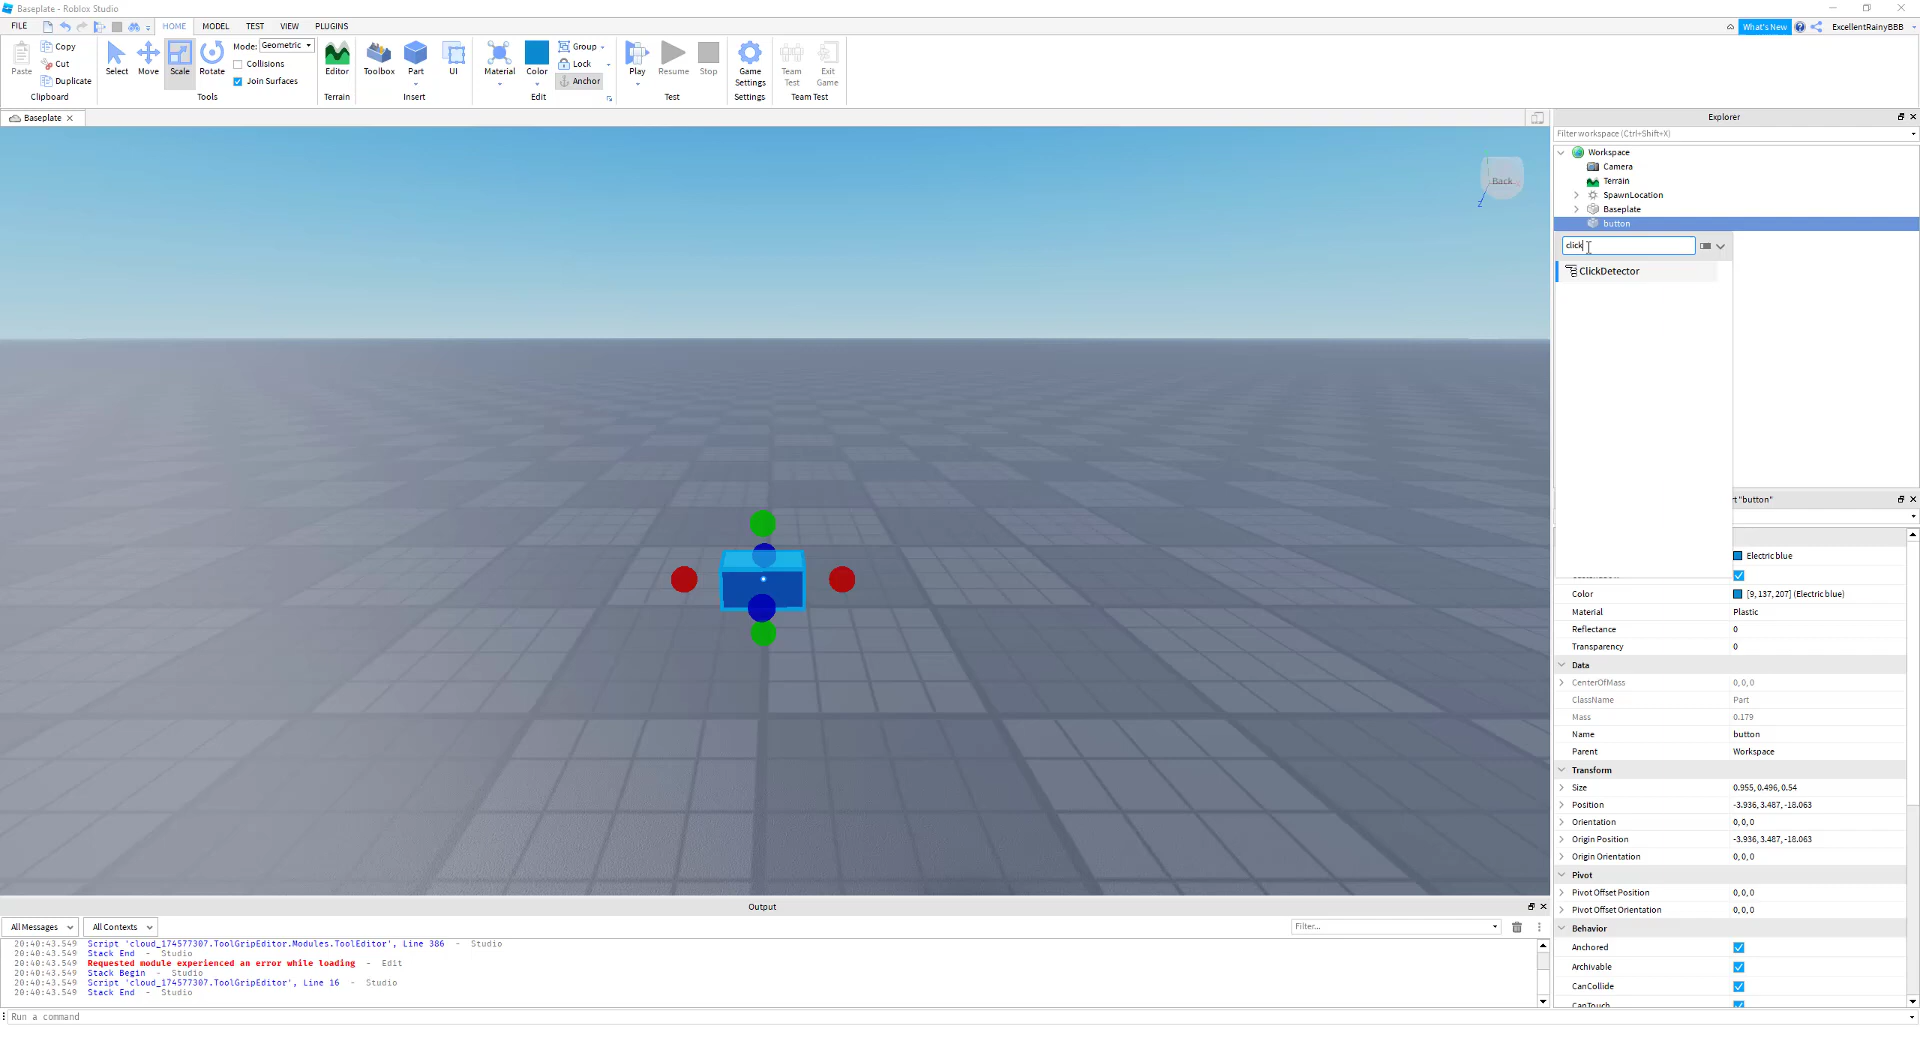 Baseplate - Roblox Studio
FILE
HOME
MODEL
TEST
VIEW
PLUGINS
What's New
ExcellentRainyBBB
Paste
Copy
Cut
Duplicate
Clipboard
Select
Move
Scale
Rotate
Mode: Geometric
Collisions
Join Surfaces
Tools
Editor
Terrain
Toolbox
Part
UI
Insert
Material
Color
Group
Lock
Anchor
Edit
Play
Resume
Stop
Test
Game Settings
Settings
Team Test
Exit Game
Team Test
Baseplate
Back
Z
Explorer
Filter workspace (Ctrl+Shift+X)
Workspace
Camera
Terrain
SpawnLocation
Baseplate
button
click
ClickDetector
"button"
Electric blue
Color [9, 137, 207] (Electric blue)
Material Plastic
Reflectance 0
Transparency 0
Data
CenterOfMass 0, 0, 0
ClassName Part
Mass 0.179
Name button
Parent Workspace
Transform
Size 0.955, 0.496, 0.54
Position -3.936, 3.487, -18.063
Orientation 0, 0, 0
Origin Position -3.936, 3.487, -18.063
Origin Orientation 0, 0, 0
Pivot
Pivot Offset Position 0, 0, 0
Pivot Offset Orientation 0, 0, 0
Behavior
Anchored
Archivable
CanCollide
CanTouch
Output
All Messages
All Contexts
Filter...
20:40:43.549 Script 'cloud_174577307.ToolGripEditor.Modules.ToolEditor', Line 386 - Studio
20:40:43.549 Stack End - Studio
20:40:43.549 Requested module experienced an error while loading - Edit
20:40:43.549 Stack Begin - Studio
20:40:43.549 Script 'cloud_174577307.ToolGripEditor', Line 16 - Studio
20:40:43.549 Stack End - Studio
Run a command